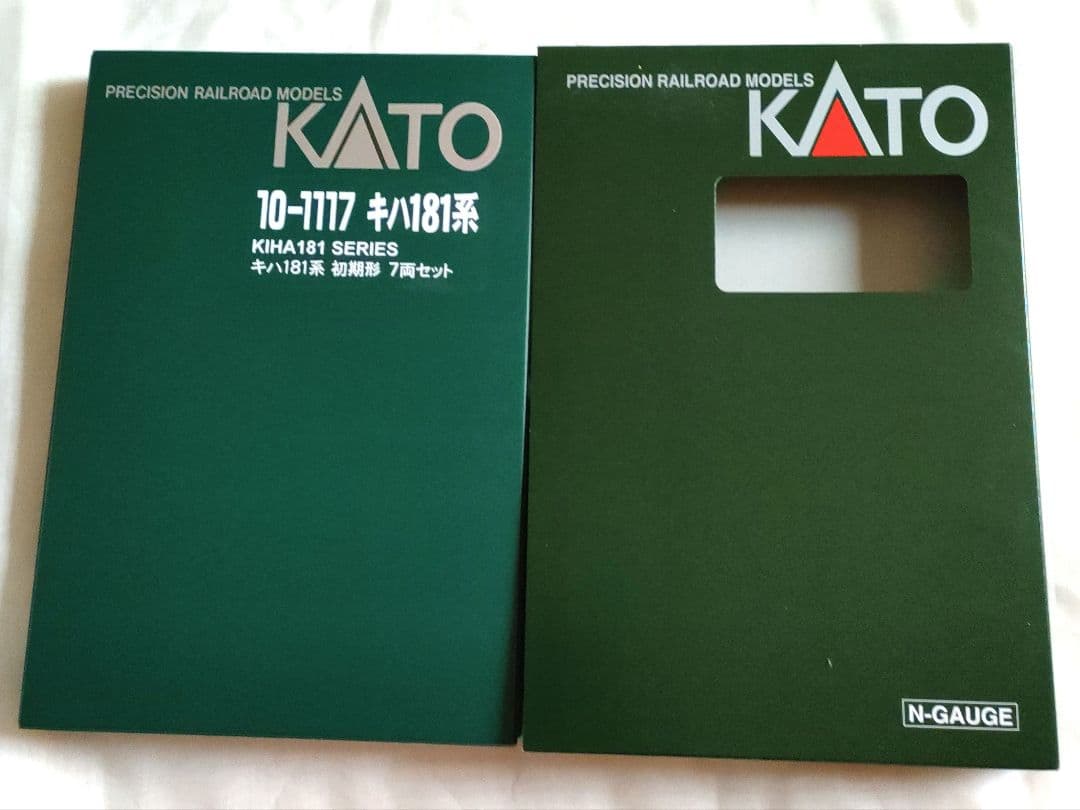 PRECISION RAILROAD MODELS
KATO
10-1117 キハ181系
KIHA181 SERIES
キハ181系 初期形 7両セット
PRECISION RAILROAD MODELS
KATO
N-GAUGE